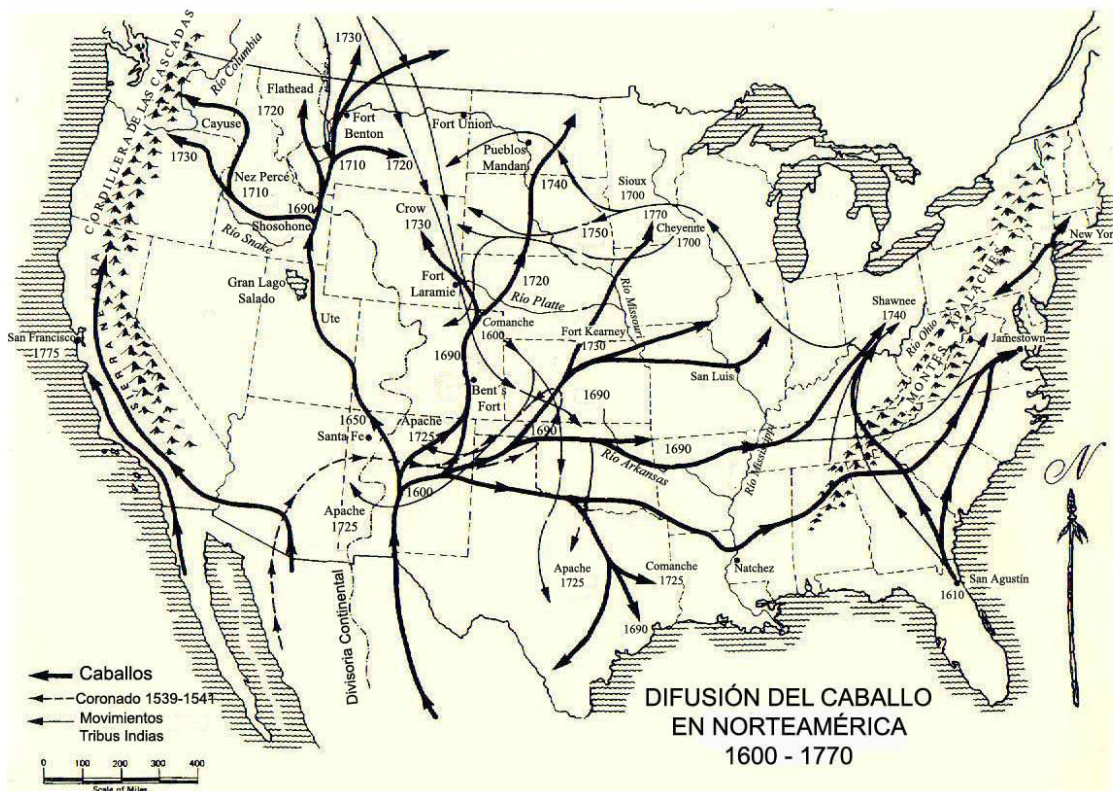 1730
Río Columbia
CORDILLERA DE LAS CASCADAS
Flathead
1720
Cayuse
Fort
Benton
Fort Union
Pueblos
Mandan
1730
Nez Percé
1710
1710
1720
1740
Sioux
1700
1690
Shosohone
Río Snake
Crow
1730
1770
Cheyenne
1700
1750
New York
Gran Lago
Salado
Fort
Laramie
1720
Río Platte
Río Missouri
Shawnee
1740
Río Ohio
MONTES APALACHES
Jamestown
San Francisco
1775
SIERRA NEVADA
Ute
Comanche
1600
Fort Kearney
1730
1690
San Luis
Bent´s
Fort
1690
1650
Santa Fe
Apache
1725
1690
1690
Río Arkansas
Río Mississippi
1600
Apache
1725
Apache
1725
Comanche
1725
Natchez
San Agustín
1610
1690
N
Divisoria Continental
Caballos
Coronado 1539-1541
Movimientos
Tribus Indias
DIFUSIÓN DEL CABALLO
EN NORTEAMÉRICA
1600 - 1770
0 100 200 300 400
Scale of Miles